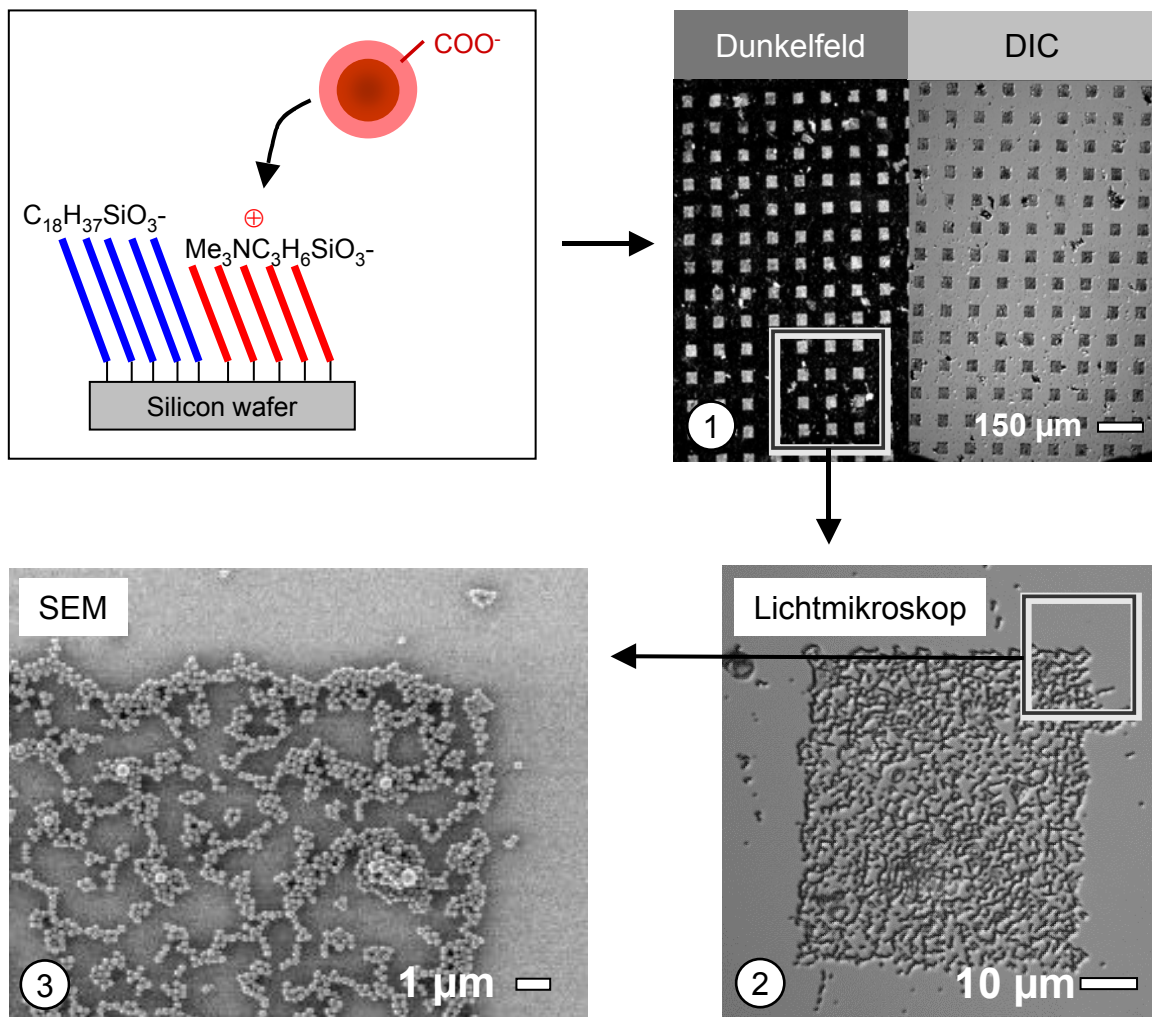 COO⁻
C₁₈H₃₇SiO₃-
⊕
Me₃NC₃H₆SiO₃-
Silicon wafer
Dunkelfeld
DIC
1
150 µm
SEM
3
1 µm
Lichtmikroskop
2
10 µm